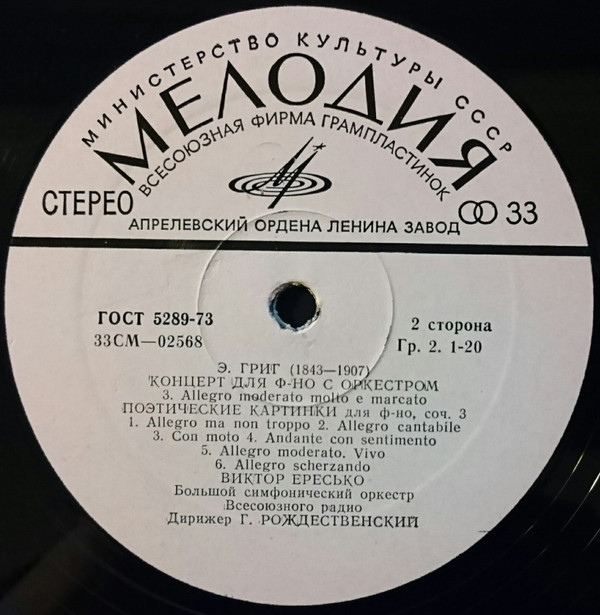 МИНИСТЕРСТВО КУЛЬТУРЫ СССР
МЕЛОДИЯ
ВСЕСОЮЗНАЯ ФИРМА ГРАМПЛАСТИНОК
СТЕРЕО
33
АПРЕЛЕВСКИЙ ОРДЕНА ЛЕНИНА ЗАВОД
ГОСТ 5289-73
2 сторона
33СМ—02568
Гр. 2. 1-20
Э. ГРИГ (1843—1907)
КОНЦЕРТ ДЛЯ Ф-НО С ОРКЕСТРОМ
3. Allegro moderato molto e marcato
ПОЭТИЧЕСКИЕ КАРТИНКИ для ф-но, соч. 3
1. Allegro ma non troppo 2. Allegro cantabile
3. Con moto 4. Andante con sentimento
5. Allegro moderato. Vivo
6. Allegro scherzando
ВИКТОР ЕРЕСЬКО
Большой симфонический оркестр
Всесоюзного радио
Дирижер Г. РОЖДЕСТВЕНСКИЙ